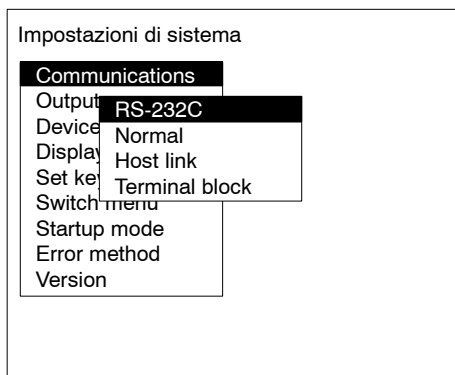 Impostazioni di sistema
Communications
Output
RS-232C
Device
Normal
Display
Host link
Set key
Terminal block
Switch menu
Startup mode
Error method
Version